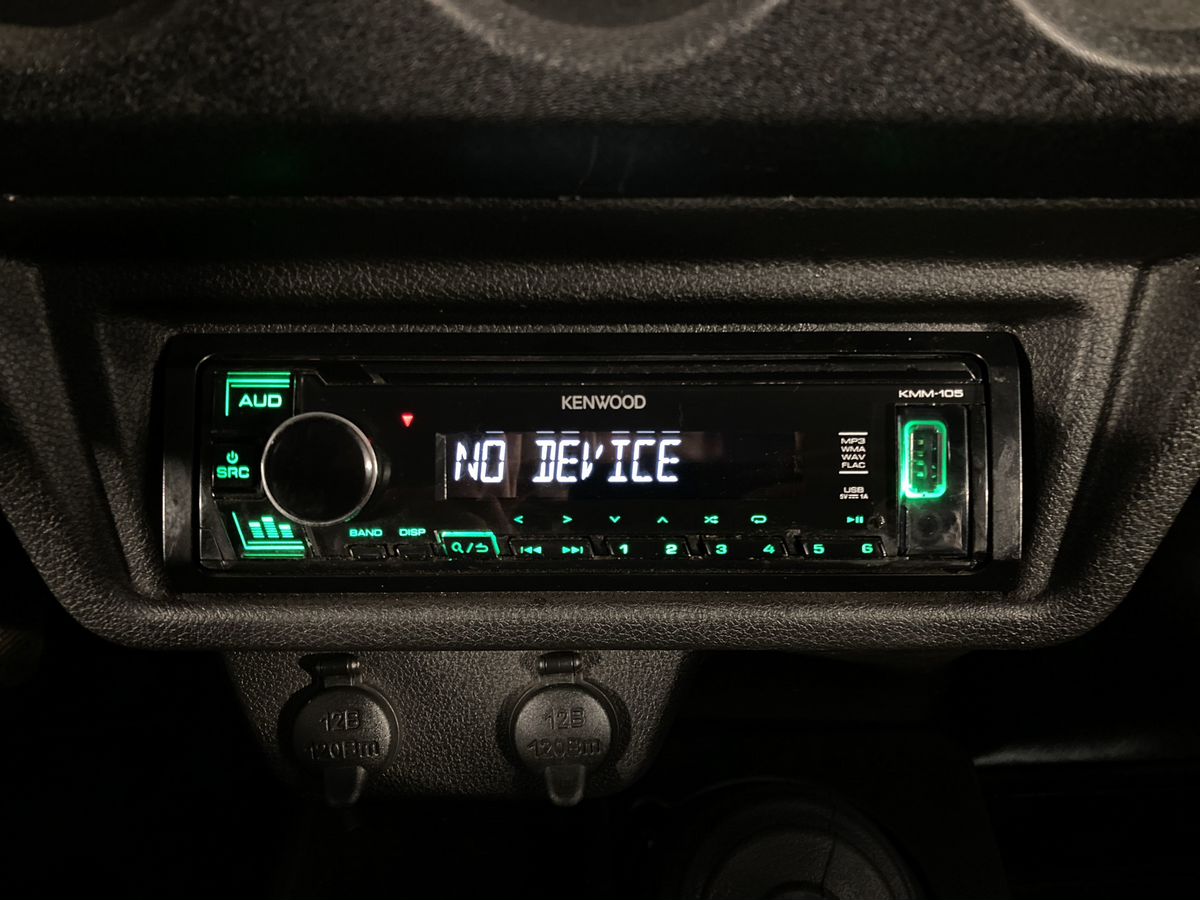 AUD
KENWOOD
KMM-105
NO DEVICE
MP3
WMA
WAV
FLAC
SRC
USB
5V 1A
BAND DISP
1 2 3 4 5 6
12В 12В
120Вт 120Вт